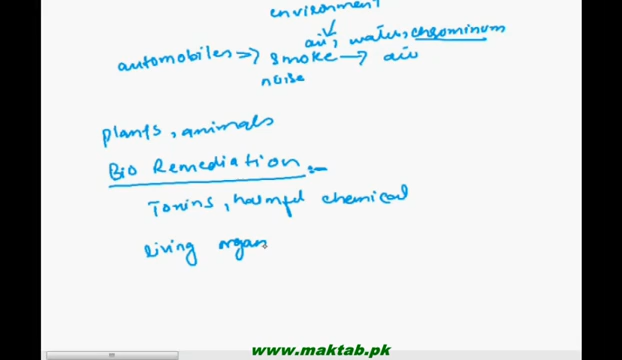 environment
air, water, chrominum
automobiles => smoke → air
noise
plants, animals
Bio Remediation :-
Toxins, harmful chemical
living organ
www.maktab.pk